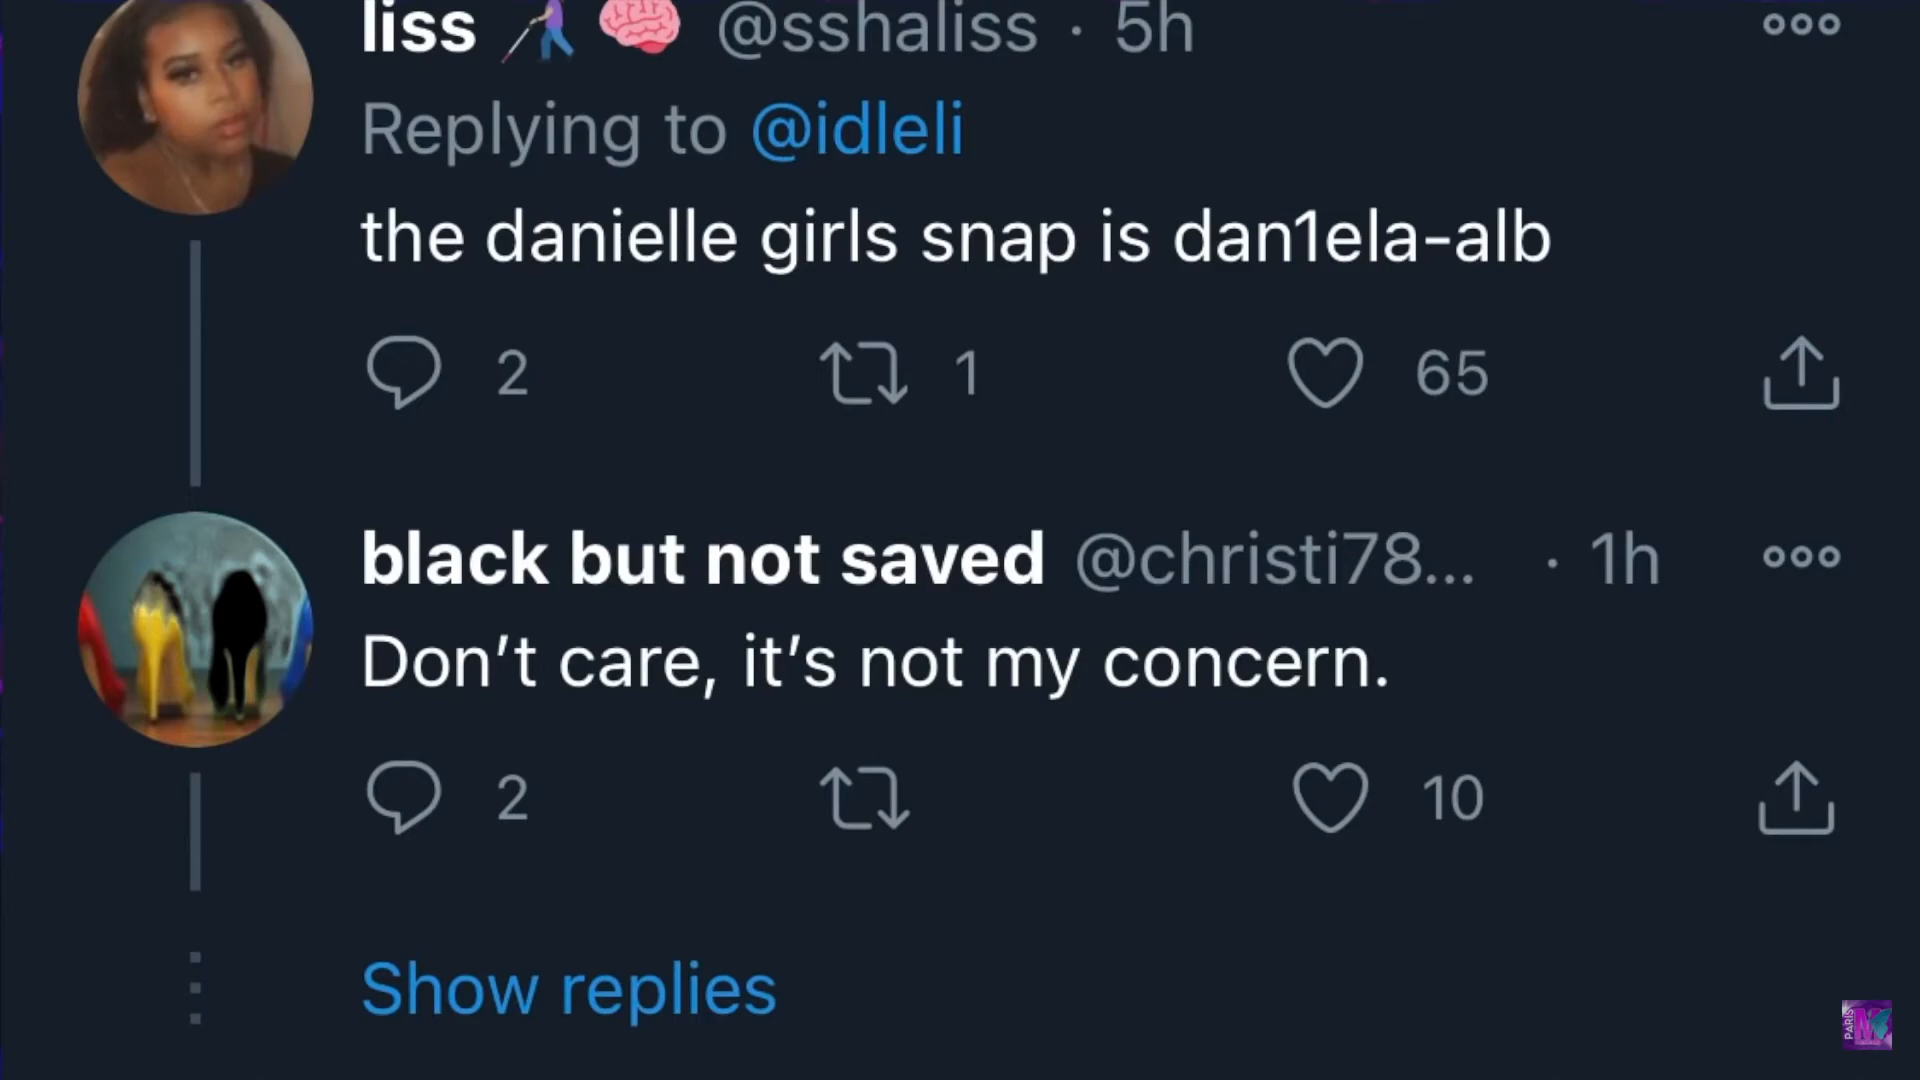 liss 👨‍🦯 🧠 @sshaliss · 5h
Replying to @idleli
the danielle girls snap is dan1ela-alb
2 1 65
black but not saved @christi78... · 1h
Don’t care, it’s not my concern.
2 10
Show replies
PARIS
M